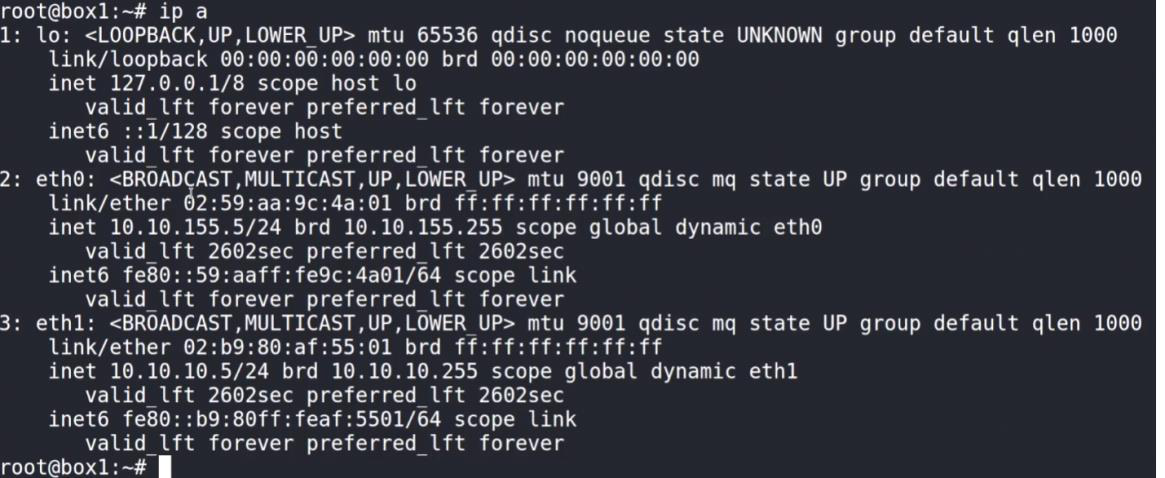 root@box1:~# ip a
1: lo: <LOOPBACK,UP,LOWER_UP> mtu 65536 qdisc noqueue state UNKNOWN group default qlen 1000
    link/loopback 00:00:00:00:00:00 brd 00:00:00:00:00:00
    inet 127.0.0.1/8 scope host lo
       valid_lft forever preferred_lft forever
    inet6 ::1/128 scope host
       valid_lft forever preferred_lft forever
2: eth0: <BROADCAST,MULTICAST,UP,LOWER_UP> mtu 9001 qdisc mq state UP group default qlen 1000
    link/ether 02:59:aa:9c:4a:01 brd ff:ff:ff:ff:ff:ff
    inet 10.10.155.5/24 brd 10.10.155.255 scope global dynamic eth0
       valid_lft 2602sec preferred_lft 2602sec
    inet6 fe80::59:aaff:fe9c:4a01/64 scope link
       valid_lft forever preferred_lft forever
3: eth1: <BROADCAST,MULTICAST,UP,LOWER_UP> mtu 9001 qdisc mq state UP group default qlen 1000
    link/ether 02:b9:80:af:55:01 brd ff:ff:ff:ff:ff:ff
    inet 10.10.10.5/24 brd 10.10.10.255 scope global dynamic eth1
       valid_lft 2602sec preferred_lft 2602sec
    inet6 fe80::b9:80ff:feaf:5501/64 scope link
       valid_lft forever preferred_lft forever
root@box1:~#